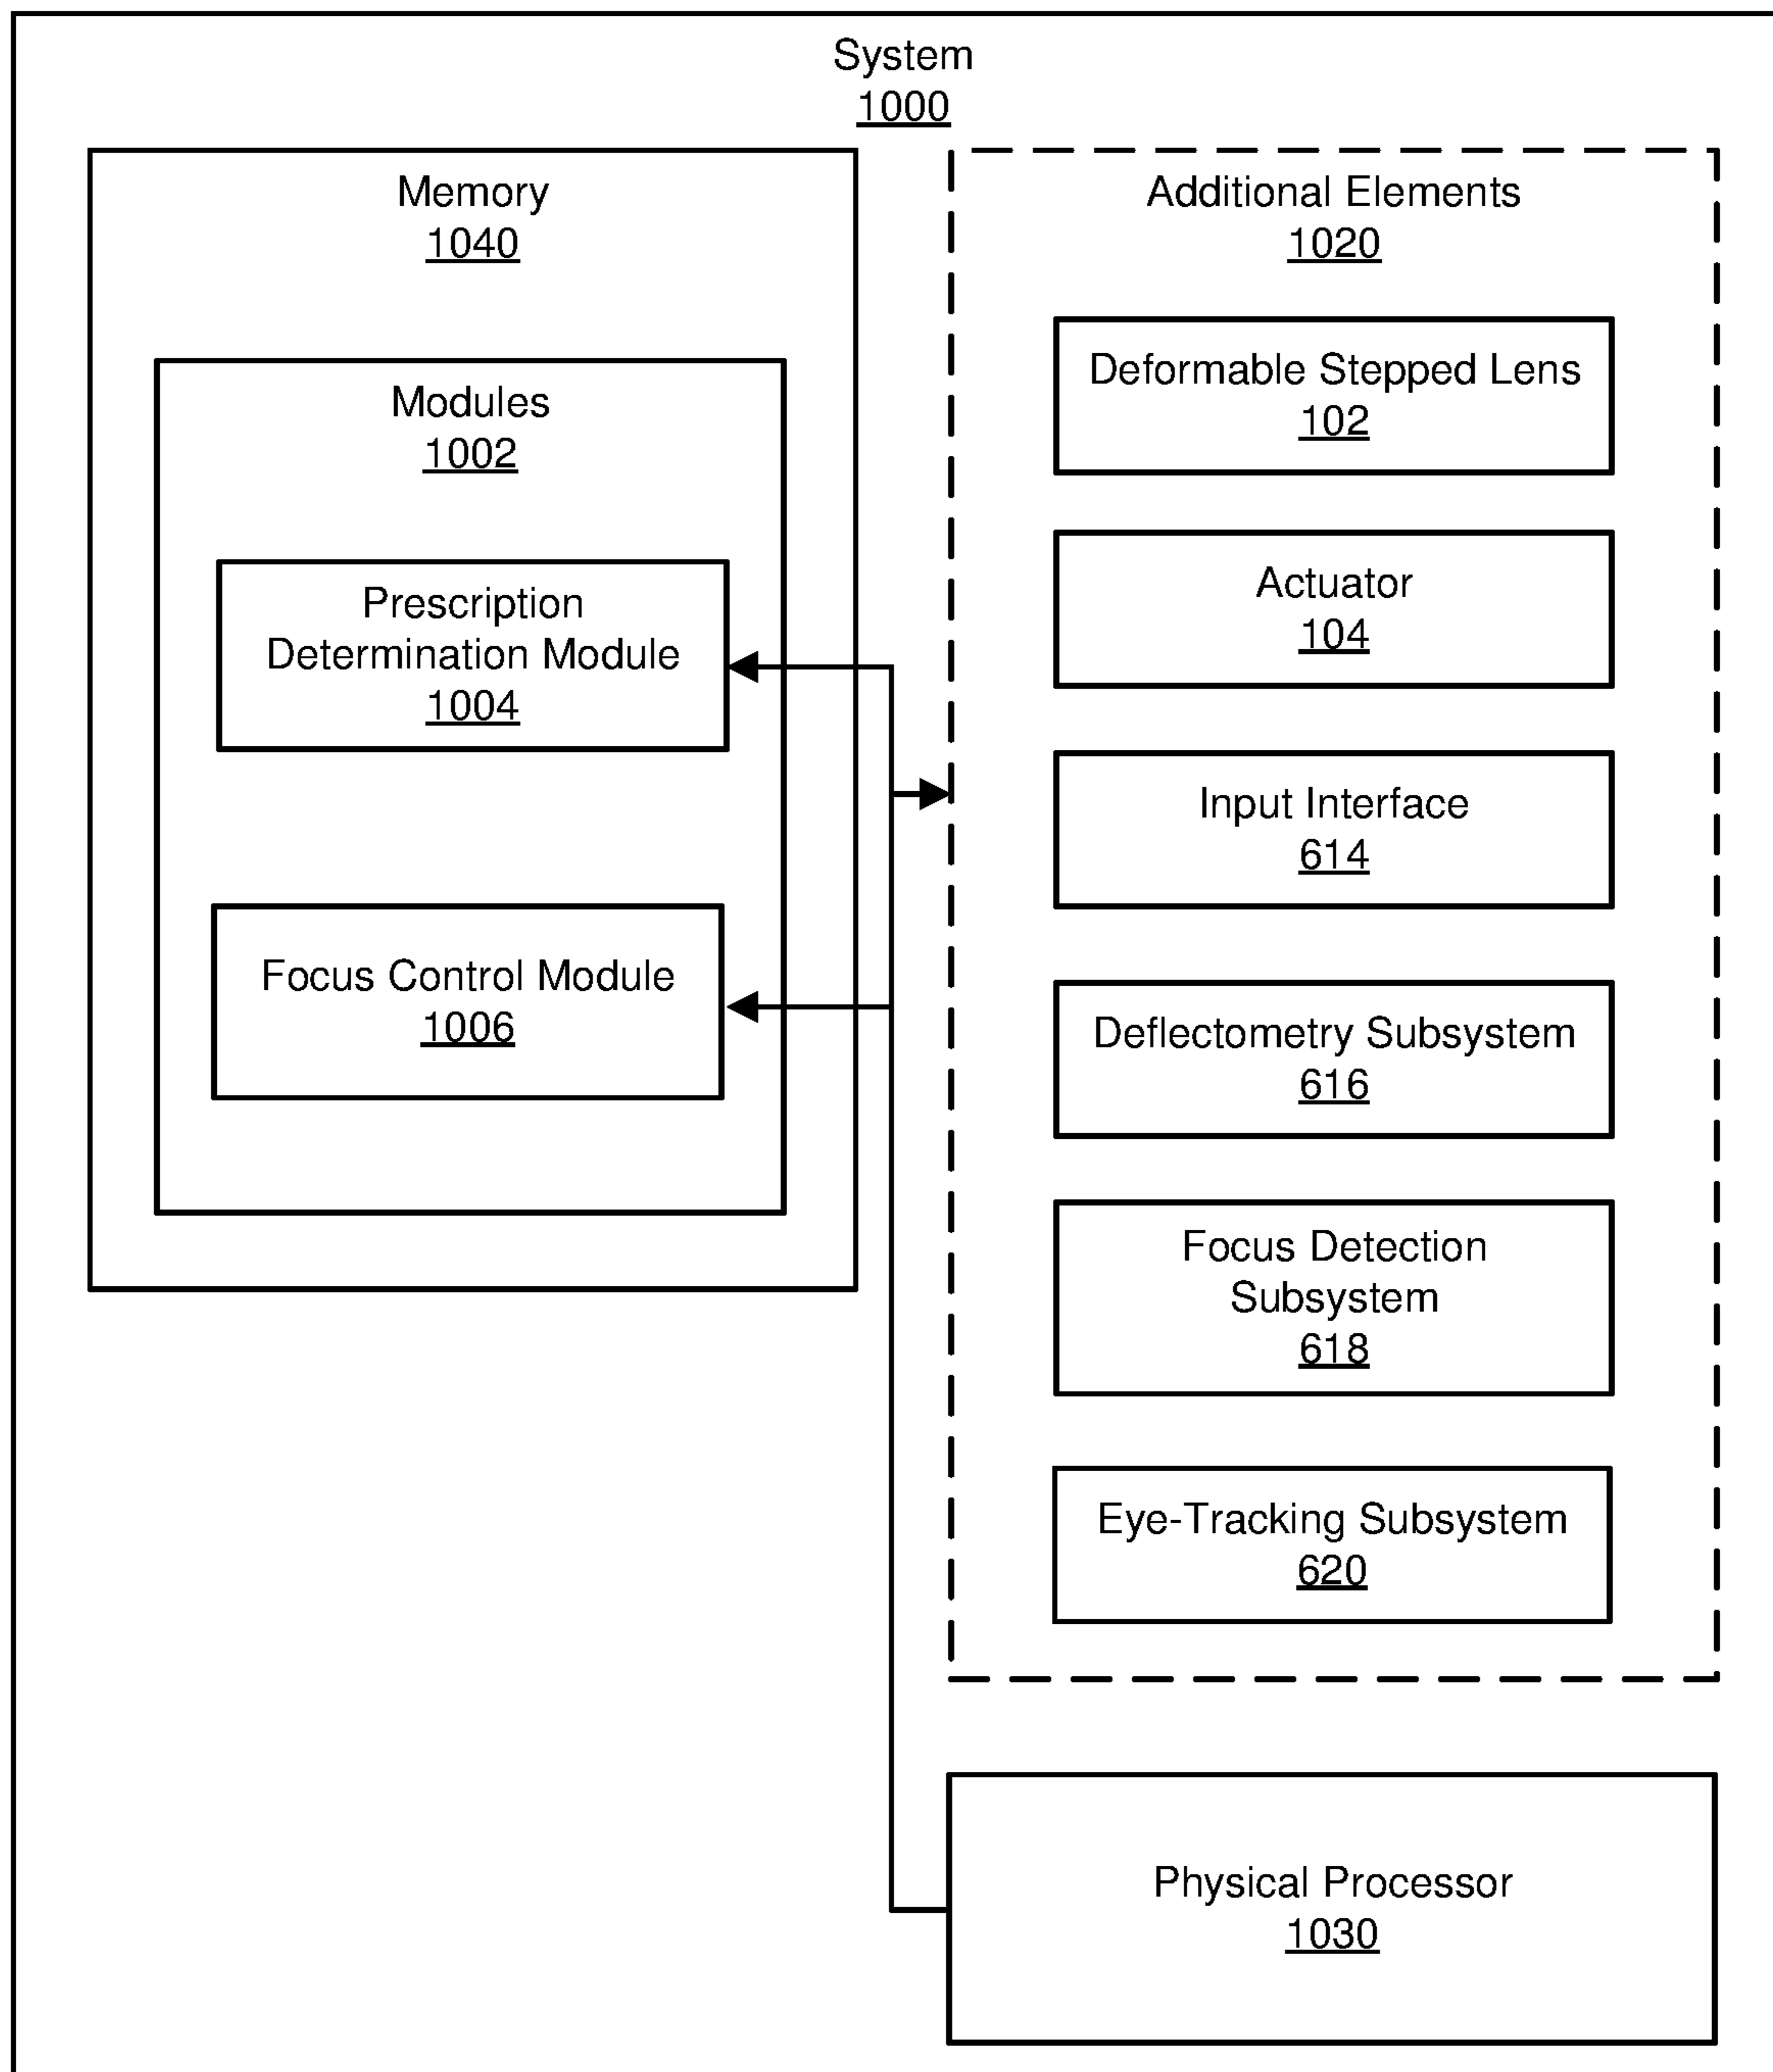 System
1000
Memory
1040
Modules
1002
Prescription
Determination Module
1004
Focus Control Module
1006
Additional Elements
1020
Deformable Stepped Lens
102
Actuator
104
Input Interface
614
Deflectometry Subsystem
616
Focus Detection
Subsystem
618
Eye-Tracking Subsystem
620
Physical Processor
1030